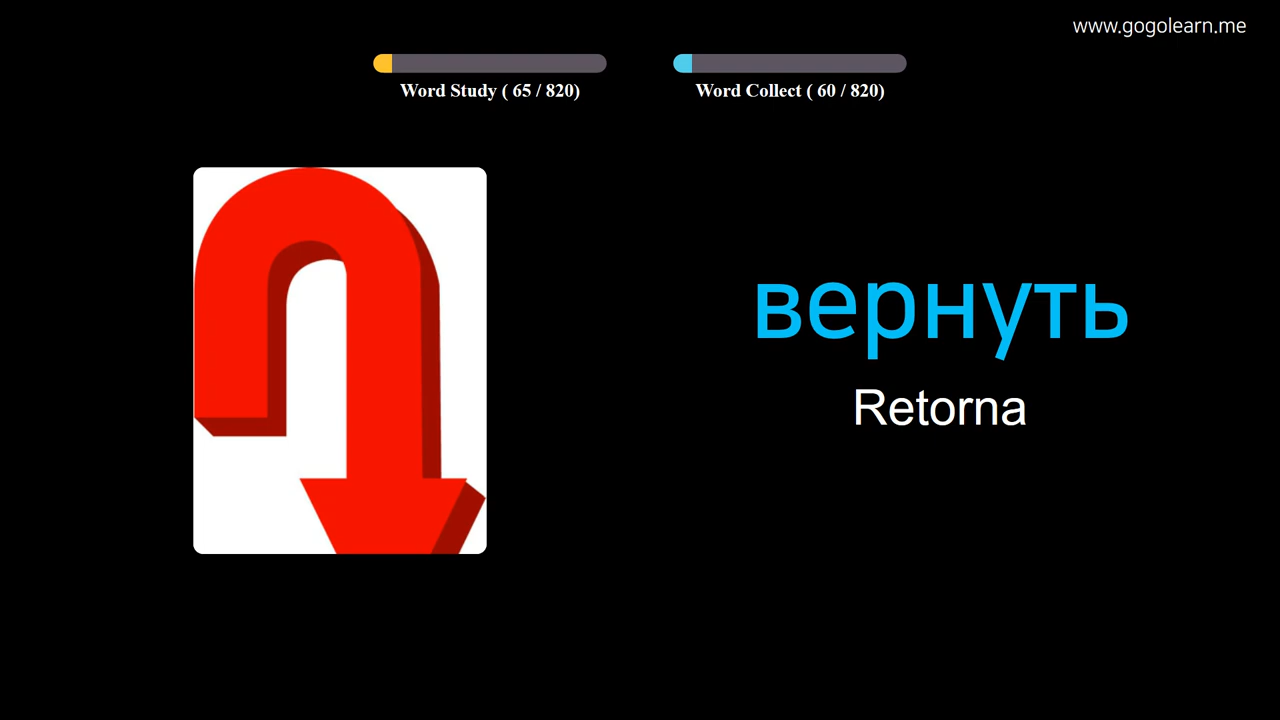 www.gogolearn.me
Word Study ( 65 / 820)
Word Collect ( 60 / 820)
вернуть
Retorna